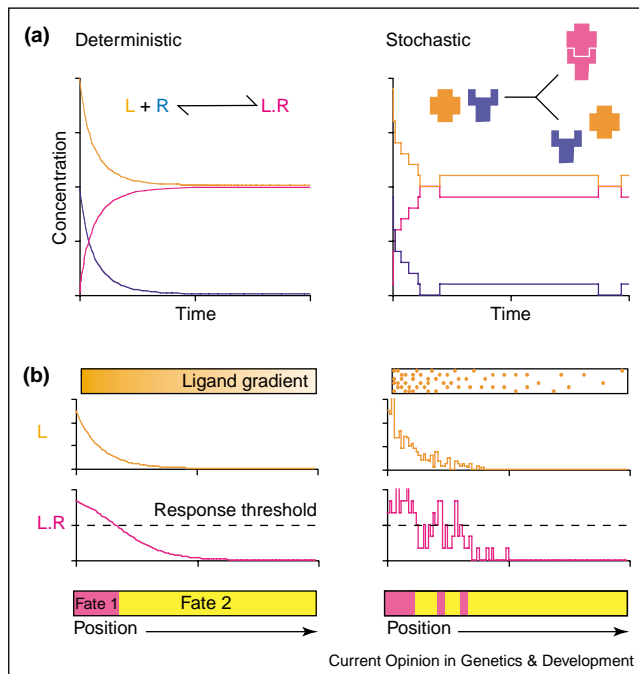 (a)
Deterministic
Stochastic
L + R
L.R
Concentration
Time
Time
(b)
Ligand gradient
L
L.R
Response threshold
Fate 1
Fate 2
Position
Position
Current Opinion in Genetics & Development